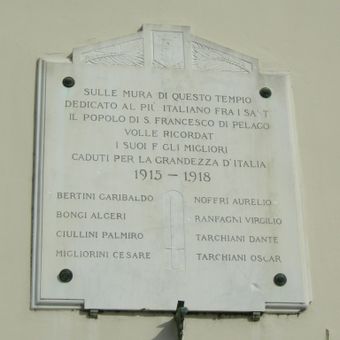 SULLE MURA DI QUESTO TEMPIO
DEDICATO AL PIU' ITALIANO FRA I SA T
IL POPOLO DI S. FRANCESCO DI PELAGO
VOLLE RICORDAT
I SUOI F GLI MIGLIORI
CADUTI PER LA GRANDEZZA D'ITALIA
1915 - 1918
BERTINI GARIBALDO
BONGI ALGERI
CIULLINI PALMIRO
MIGLIORINI CESARE
NOFERI AURELIO
RANFAGNI VIRGILIO
TARCHIANI DANTE
TARCHIANI OSCAR